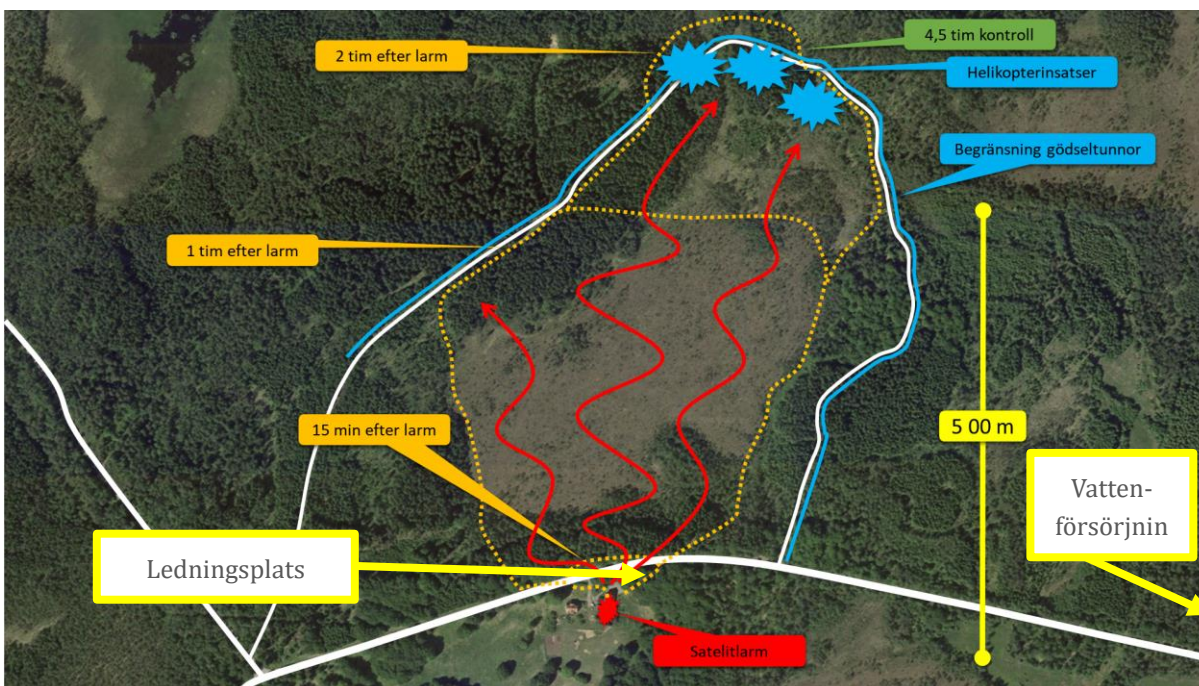 2 tim efter larm
4,5 tim kontroll
Helikopterinsatser
Begränsning gödseltunnor
1 tim efter larm
15 min efter larm
5 00 m
Vatten-
försörjnin
Ledningsplats
Satelitlarm